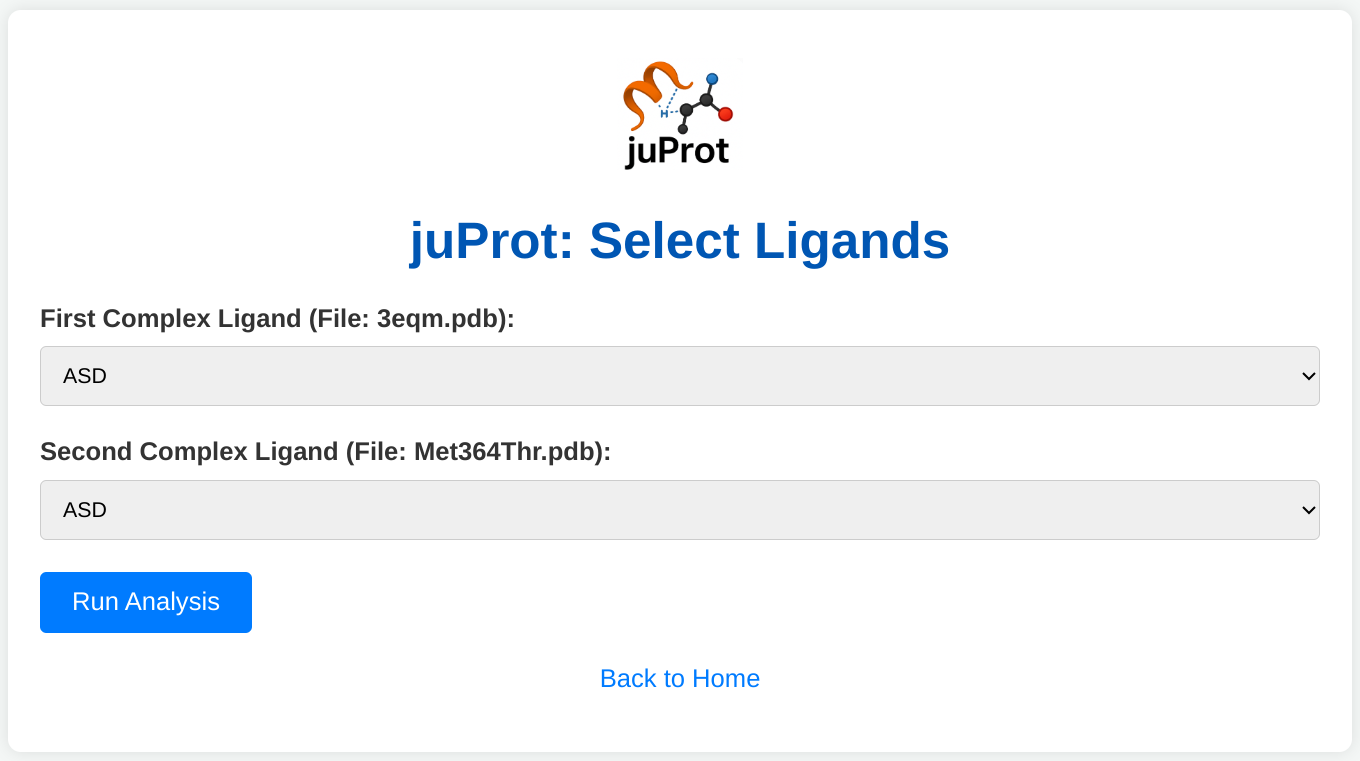 H
juProt
juProt: Select Ligands
First Complex Ligand (File: 3eqm.pdb):
ASD
Second Complex Ligand (File: Met364Thr.pdb):
ASD
Run Analysis
Back to Home